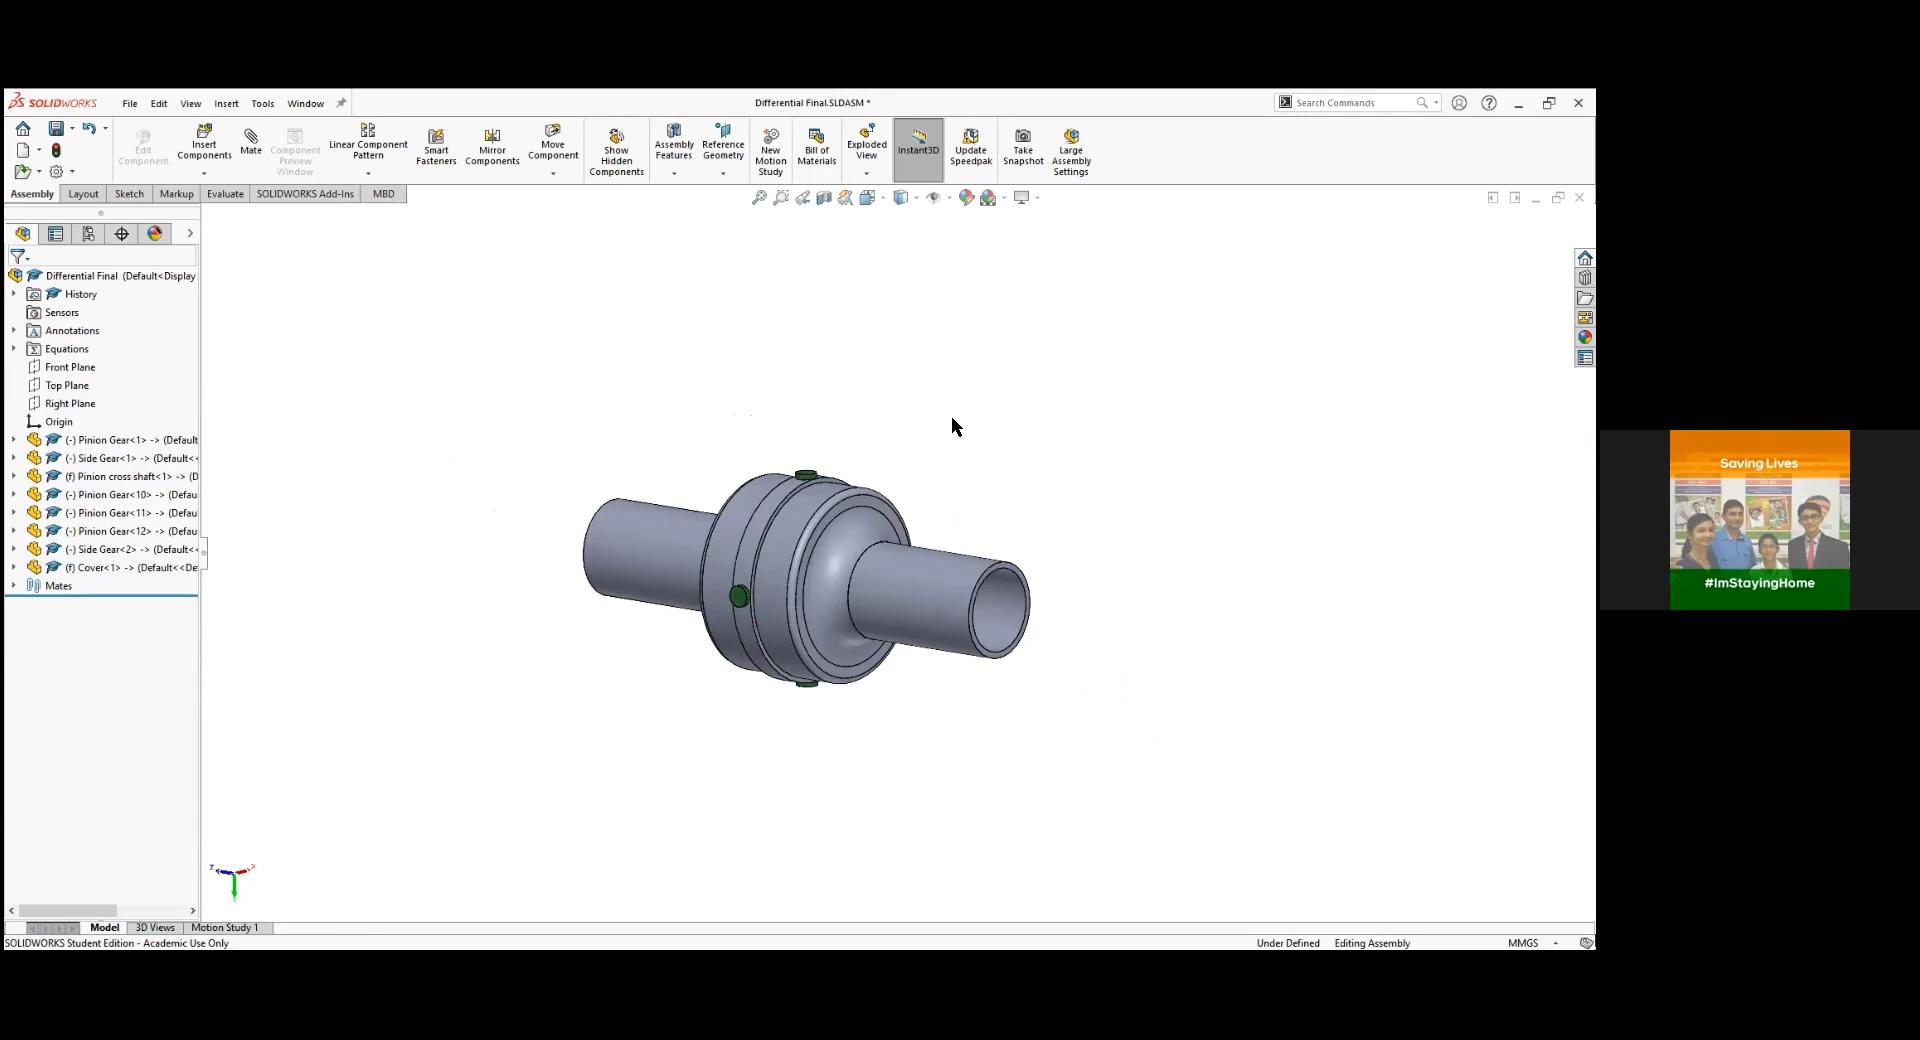 SOLIDWORKS
File Edit View Insert Tools Window
Differential Final.SLDASM *
Search Commands
Edit Component
Insert Components
Mate
Component Preview Window
Linear Component Pattern
Smart Fasteners
Mirror Components
Move Component
Show Hidden Components
Assembly Features
Reference Geometry
New Motion Study
Bill of Materials
Exploded View
Instant3D
Update Speedpak
Take Snapshot
Large Assembly Settings
Assembly Layout Sketch Markup Evaluate SOLIDWORKS Add-Ins MBD
Differential Final (Default<Display
History
Sensors
Annotations
Equations
Front Plane
Top Plane
Right Plane
Origin
(-) Pinion Gear<1> -> (Default
(-) Side Gear<1> -> (Default<
(f) Pinion cross shaft<1> -> (D
(-) Pinion Gear<10> -> (Defau
(-) Pinion Gear<11> -> (Defau
(-) Pinion Gear<12> -> (Defau
(-) Side Gear<2> -> (Default<
(f) Cover<1> -> (Default<<De
Mates
Saving Lives
#ImStayingHome
Z X
Model 3D Views Motion Study 1
SOLIDWORKS Student Edition - Academic Use Only
Under Defined Editing Assembly MMGS